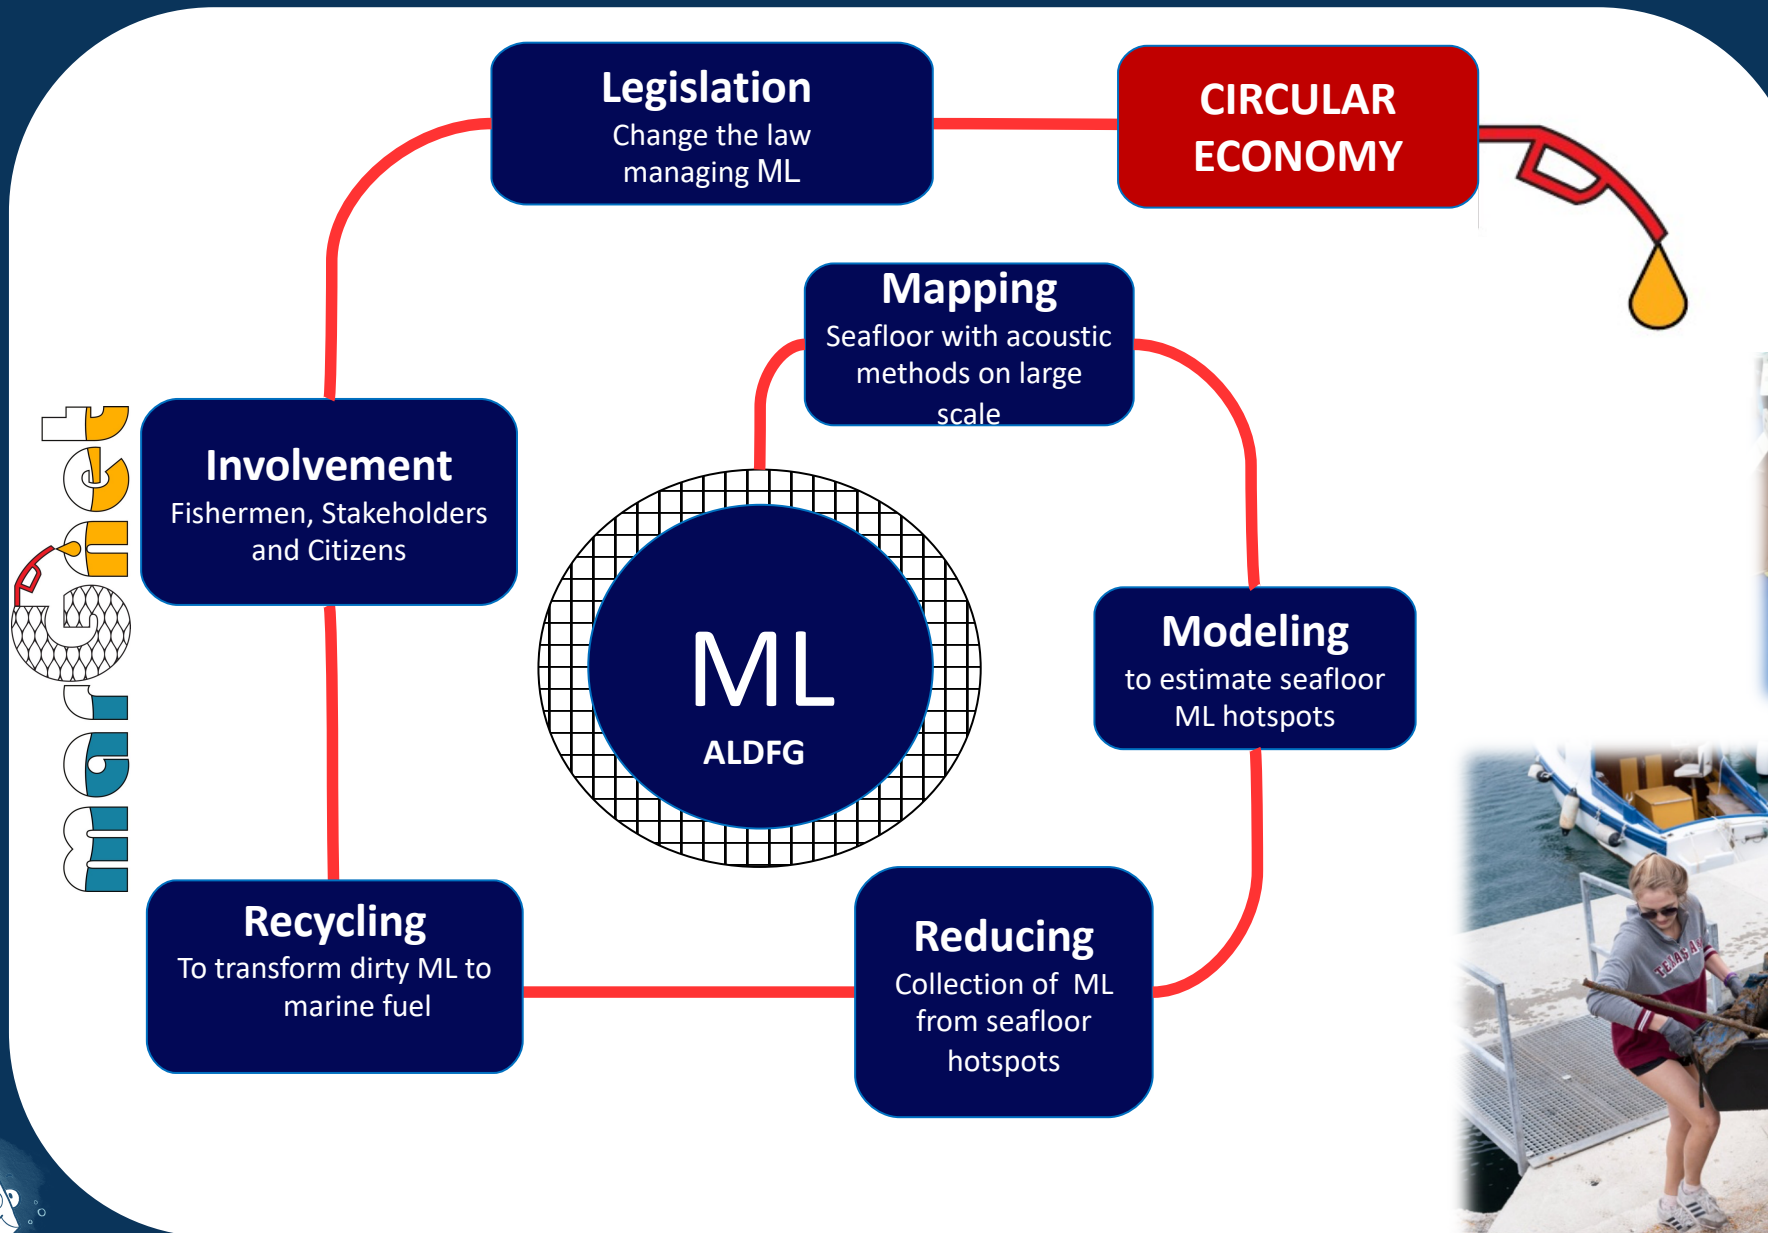 Legislation
Change the law
managing ML
CIRCULAR
ECONOMY
Mapping
Seafloor with acoustic
methods on large
scale
Involvement
Fishermen, Stakeholders
and Citizens
marGnet
ML
ALDFG
Modeling
to estimate seafloor
ML hotspots
Recycling
To transform dirty ML to
marine fuel
Reducing
Collection of ML
from seafloor
hotspots
TEXAS A